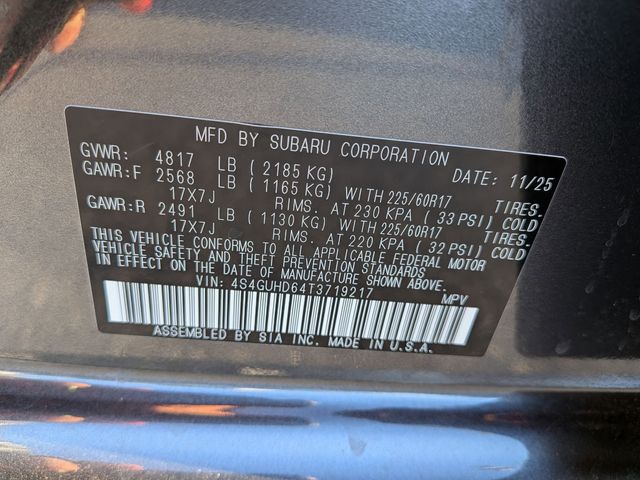 MFD BY SUBARU CORPORATION DATE: 11/25
GVWR: 4817 LB ( 2185 KG)
GAWR:F 2568 LB ( 1165 KG) WITH 225/60R17 TIRES.
17X7J RIMS. AT 230 KPA ( 33 PSI) COLD
GAWR:R 2491 LB ( 1130 KG) WITH 225/60R17 TIRES.
17X7J RIMS. AT 220 KPA ( 32 PSI) COLD
THIS VEHICLE CONFORMS TO ALL APPLICABLE FEDERAL MOTOR
VEHICLE SAFETY AND THEFT PREVENTION STANDARDS
IN EFFECT ON THE DATE OF MANUFACTURE SHOWN ABOVE.
VIN: 4S4GUHD64T3719217 MPV
ASSEMBLED BY SIA INC. MADE IN U.S.A.